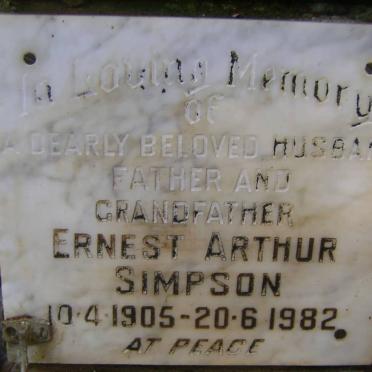 In Loving Memory
OF
A DEARLY BELOVED HUSBAN
FATHER AND
GRANDFATHER
ERNEST ARTHUR
SIMPSON
10-4-1905-20-6-1982
AT PEACE